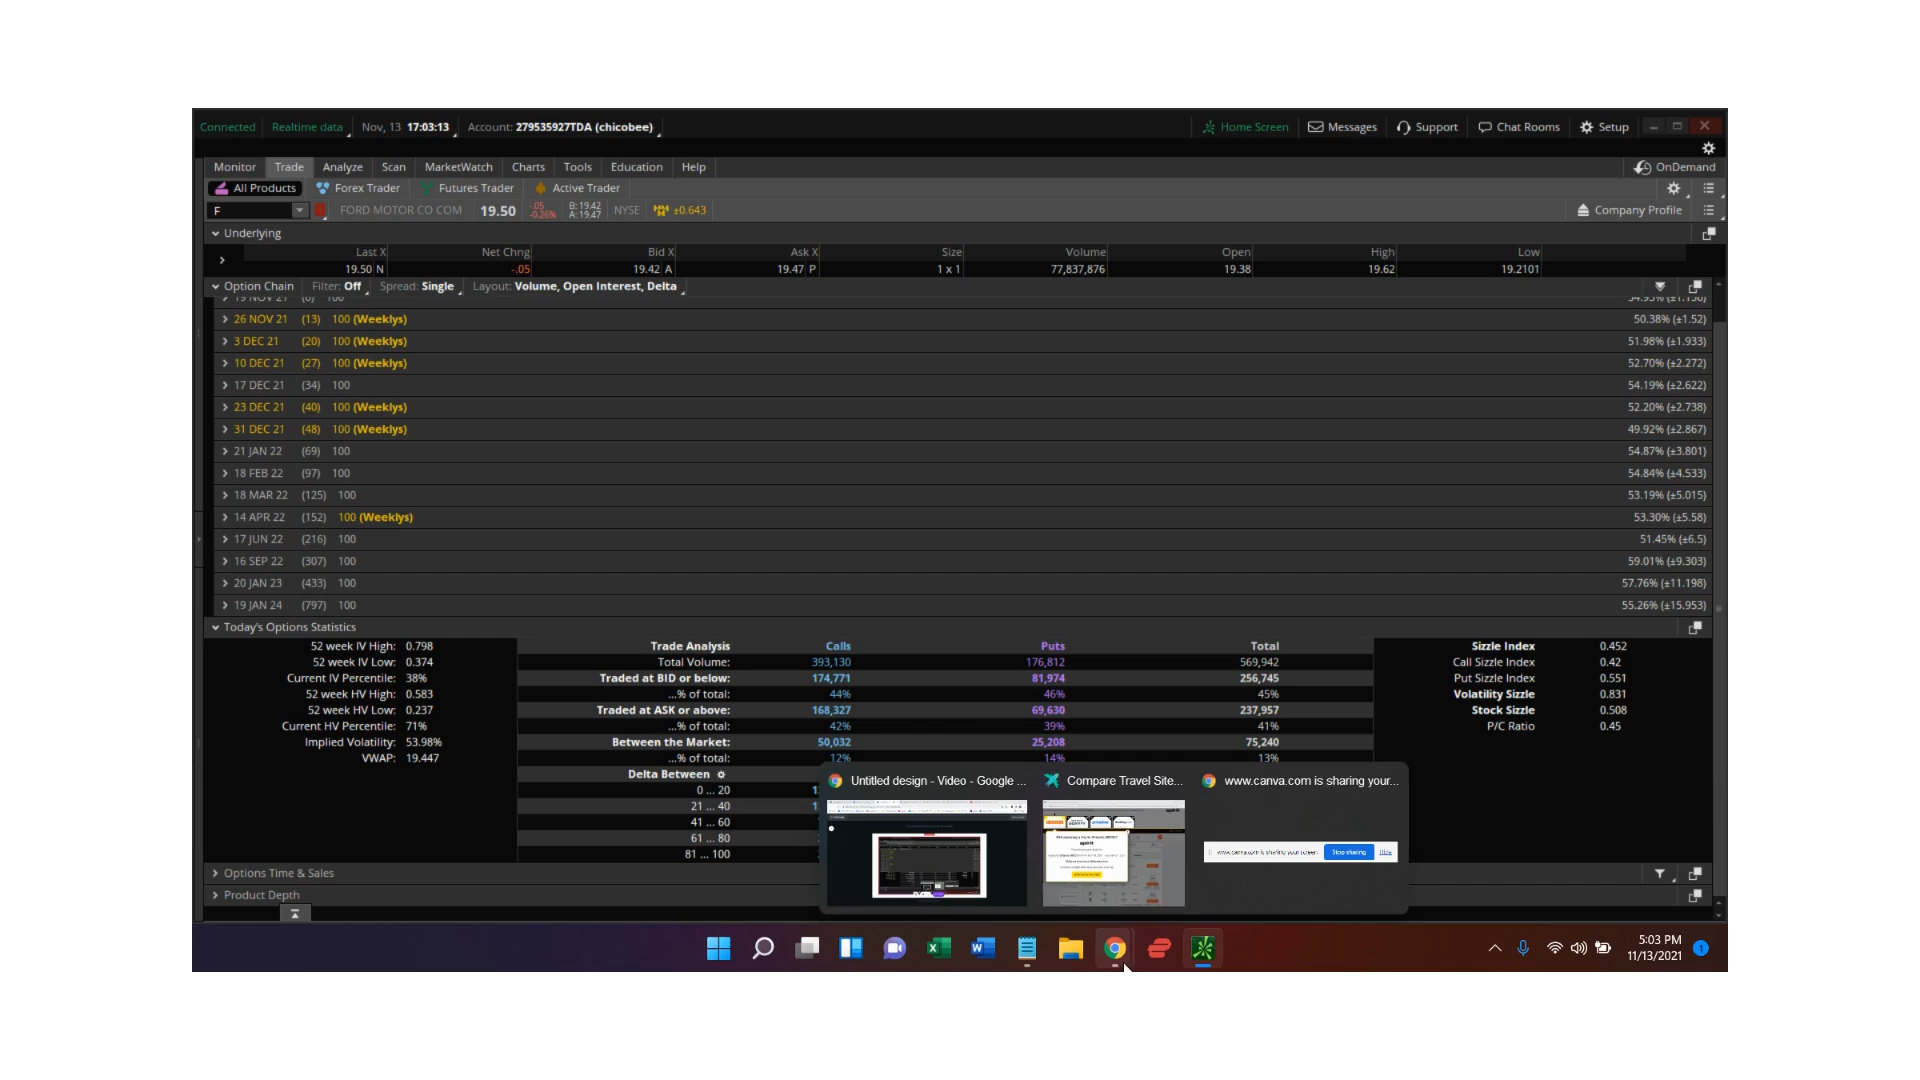 Connected Realtime data Nov, 13 17:03:13 Account: 279535927TDA (chicobee) Home Screen Messages Support Chat Rooms Setup
Monitor Trade Analyze Scan MarketWatch Charts Tools Education Help OnDemand
All Products Forex Trader Futures Trader Active Trader
F FORD MOTOR CO COM 19.50 -.05 -0.26% B: 19.42 A: 19.47 NYSE ±0.643 Company Profile
Underlying
Last X Net Chng Bid X Ask X Size Volume Open High Low
19.50 N -.05 19.42 A 19.47 P 1 x 1 77,837,876 19.38 19.62 19.2101
Option Chain Filter: Off Spread: Single Layout: Volume, Open Interest, Delta
19 NOV 21 (6) 100
26 NOV 21 (13) 100 (Weeklys) 50.38% (±1.52)
3 DEC 21 (20) 100 (Weeklys) 51.98% (±1.933)
10 DEC 21 (27) 100 (Weeklys) 52.70% (±2.272)
17 DEC 21 (34) 100 54.19% (±2.622)
23 DEC 21 (40) 100 (Weeklys) 52.20% (±2.738)
31 DEC 21 (48) 100 (Weeklys) 49.92% (±2.867)
21 JAN 22 (69) 100 54.87% (±3.801)
18 FEB 22 (97) 100 54.84% (±4.533)
18 MAR 22 (125) 100 53.19% (±5.015)
14 APR 22 (152) 100 (Weeklys) 53.30% (±5.58)
17 JUN 22 (216) 100 51.45% (±6.5)
16 SEP 22 (307) 100 59.01% (±9.303)
20 JAN 23 (433) 100 57.76% (±11.198)
19 JAN 24 (797) 100 55.26% (±15.953)
Today's Options Statistics
52 week IV High: 0.798 Trade Analysis Calls Puts Total Sizzle Index 0.452
52 week IV Low: 0.374 Total Volume: 393,130 176,812 569,942 Call Sizzle Index 0.42
Current IV Percentile: 38% Traded at BID or below: 174,771 81,974 256,745 Put Sizzle Index 0.551
52 week HV High: 0.583 ...% of total: 44% 46% 45% Volatility Sizzle 0.831
52 week HV Low: 0.237 Traded at ASK or above: 168,327 69,630 237,957 Stock Sizzle 0.508
Current HV Percentile: 71% ...% of total: 42% 39% 41% P/C Ratio 0.45
Implied Volatility: 53.98% Between the Market: 50,032 25,208 75,240
VWAP: 19.447 ...% of total: 12% 14% 13%
Delta Between
0 ... 20
21 ... 40
41 ... 60
61 ... 80
81 ... 100
Untitled design - Video - Google ... Compare Travel Site... www.canva.com is sharing your...
www.canva.com is sharing your screen Stop sharing Hide
Options Time & Sales
Product Depth
5:03 PM
11/13/2021 1